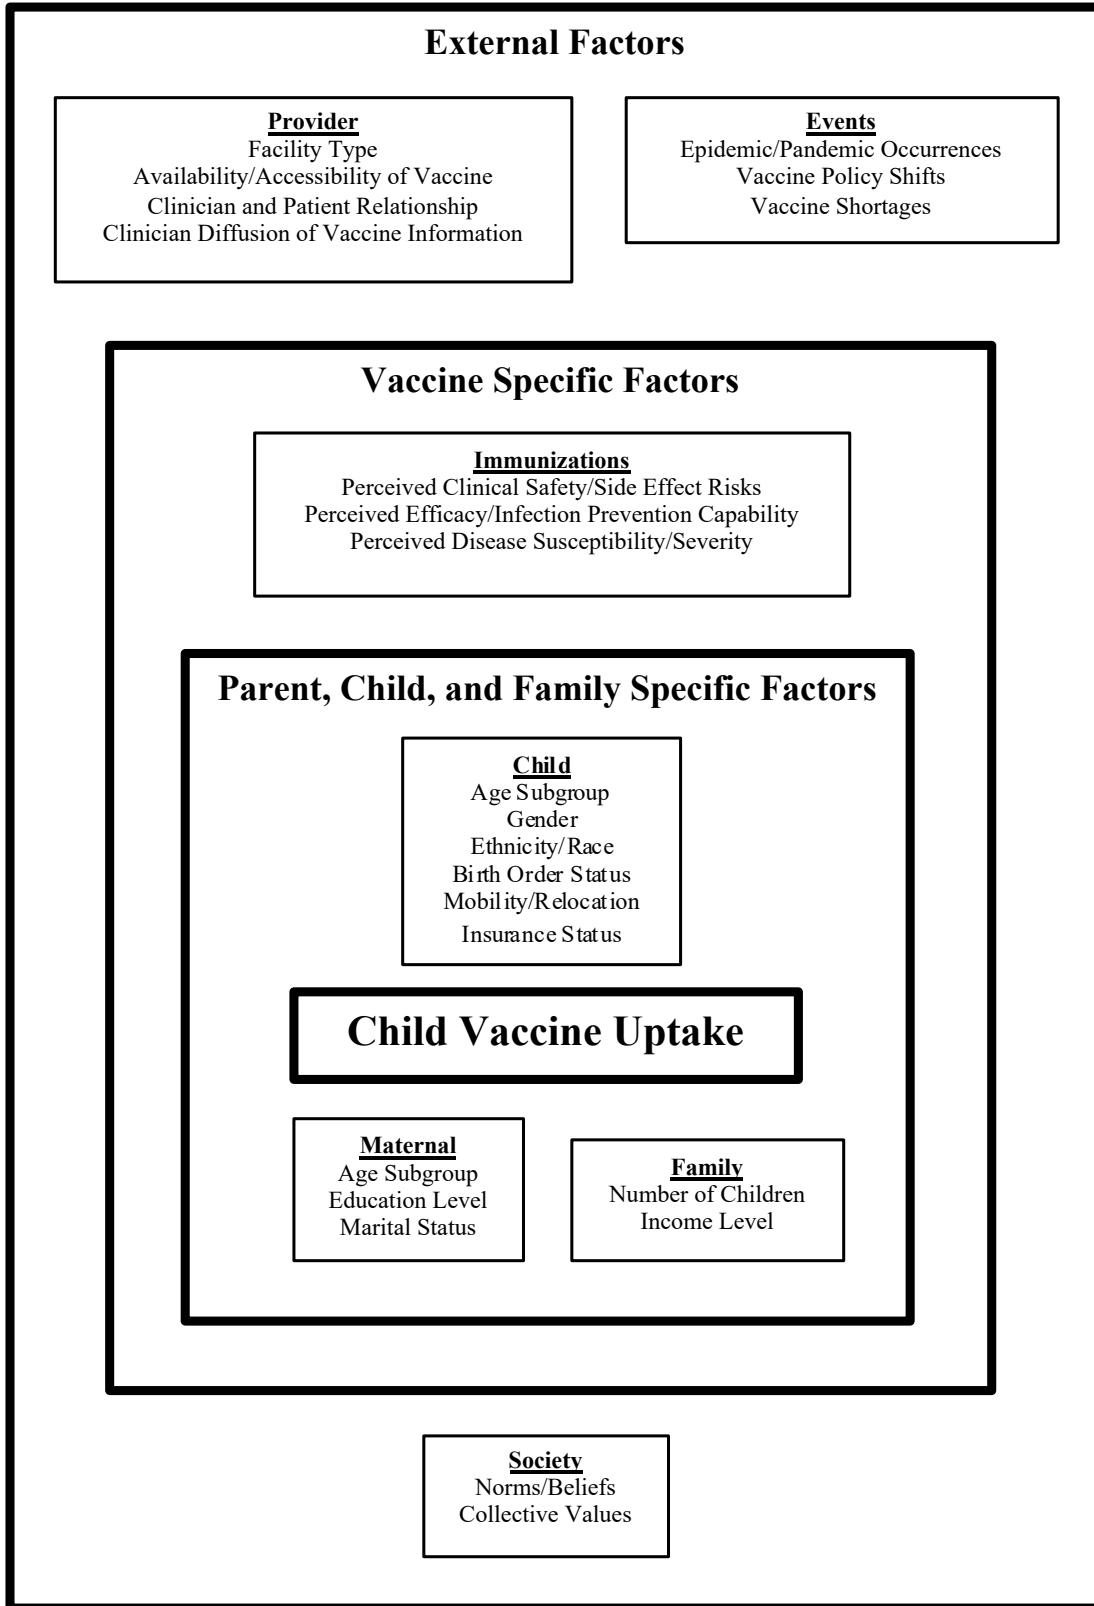 External Factors
Provider
Facility Type
Availability/Accessibility of Vaccine
Clinician and Patient Relationship
Clinician Diffusion of Vaccine Information
Events
Epidemic/Pandemic Occurrences
Vaccine Policy Shifts
Vaccine Shortages
Vaccine Specific Factors
Immunizations
Perceived Clinical Safety/Side Effect Risks
Perceived Efficacy/Infection Prevention Capability
Perceived Disease Susceptibility/Severity
Parent, Child, and Family Specific Factors
Child
Age Subgroup
Gender
Ethnicity/Race
Birth Order Status
Mobility/Relocation
Insurance Status
Child Vaccine Uptake
Maternal
Age Subgroup
Education Level
Marital Status
Family
Number of Children
Income Level
Society
Norms/Beliefs
Collective Values